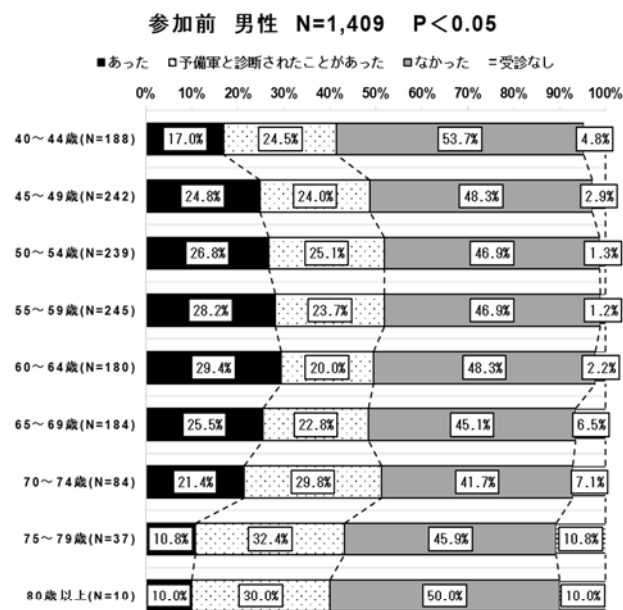 参加前 男性 N=1,409 P＜0.05
■あった □予備軍と診断されたことがあった ■なかった =受診なし
0% 10% 20% 30% 40% 50% 60% 70% 80% 90% 100%
40～44歳(N=188) 17.0% 24.5% 53.7% 4.8%
45～49歳(N=242) 24.8% 24.0% 48.3% 2.9%
50～54歳(N=239) 26.8% 25.1% 46.9% 1.3%
55～59歳(N=245) 28.2% 23.7% 46.9% 1.2%
60～64歳(N=180) 29.4% 20.0% 48.3% 2.2%
65～69歳(N=184) 25.5% 22.8% 45.1% 6.5%
70～74歳(N=84) 21.4% 29.8% 41.7% 7.1%
75～79歳(N=37) 10.8% 32.4% 45.9% 10.8%
80歳以上(N=10) 10.0% 30.0% 50.0% 10.0%